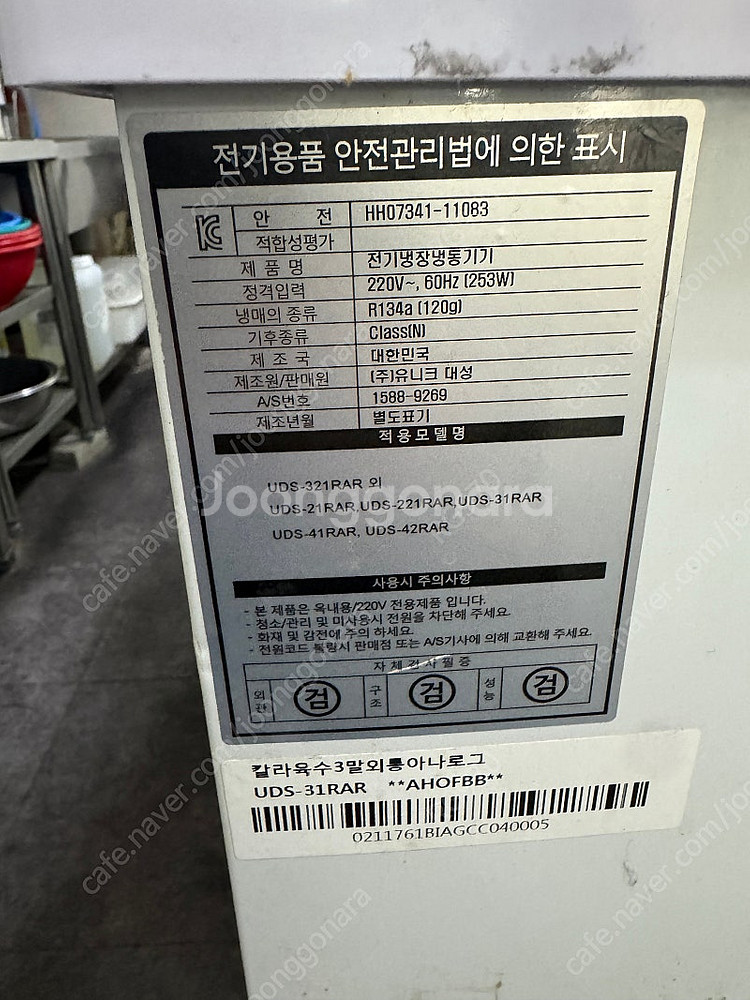 전기용품 안전관리법에 의한 표시
안 전 HH07341-11083
적합성평가
제 품 명 전기냉장냉동기기
정격입력 220V~, 60Hz (253W)
냉매의 종류 R134a (120g)
기후종류 Class(N)
제 조 국 대한민국
제조원/판매원 (주)유니크 대성
A/S번호 1588-9269
제조년월 별도표기
적용모델명
UDS-321RAR 외
UDS-21RAR,UDS-221RAR,UDS-31RAR
UDS-41RAR, UDS-42RAR
Joonggonara
사용시 주의사항
- 본 제품은 옥내용/220V 전용제품 입니다.
- 청소/관리 및 미사용시 전원을 차단해 주세요.
- 화재 및 감전에 주의 하세요.
- 전원코드 톡링시 판매점 또는 A/S기사에 의해 교환해 주세요.
자체검사필증
외관 검 구조 검 성능 검
칼라육수3말외통아나로그
UDS-31RAR **AHOFBB**
0211761BIAGCC040005